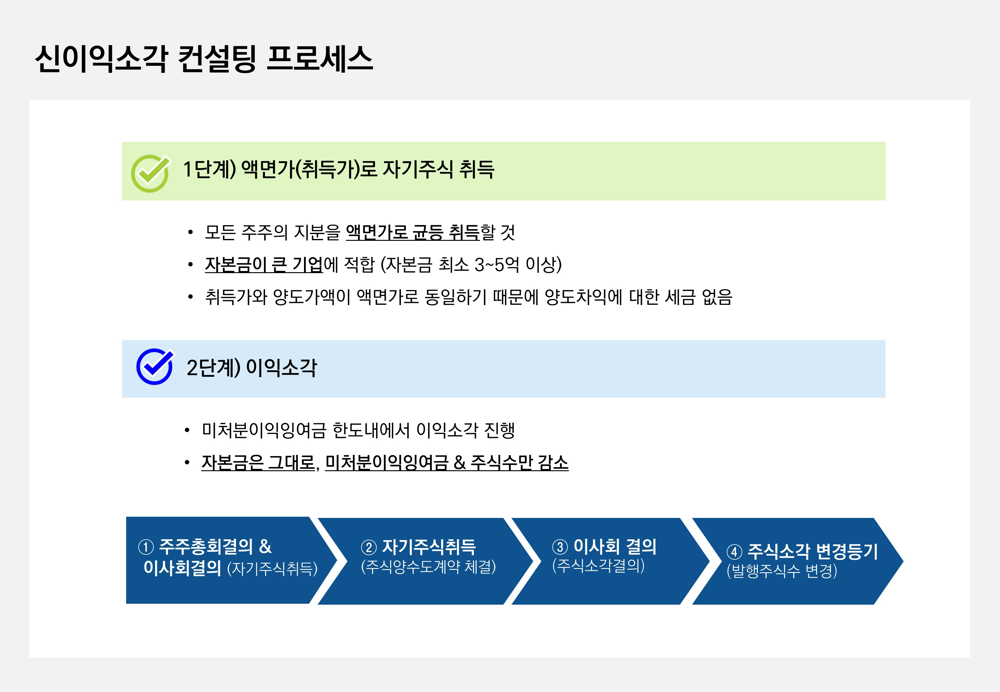 신이익소각 컨설팅 프로세스
1단계) 액면가(취득가)로 자기주식 취득
• 모든 주주의 지분을 액면가로 균등 취득할 것
• 자본금이 큰 기업에 적합 (자본금 최소 3~5억 이상)
• 취득가와 양도가액이 액면가로 동일하기 때문에 양도차익에 대한 세금 없음
2단계) 이익소각
• 미처분이익잉여금 한도내에서 이익소각 진행
• 자본금은 그대로, 미처분이익잉여금 & 주식수만 감소
① 주주총회결의 &
이사회결의 (자기주식취득)
② 자기주식취득
(주식양수도계약 체결)
③ 이사회 결의
(주식소각결의)
④ 주식소각 변경등기
(발행주식수 변경)